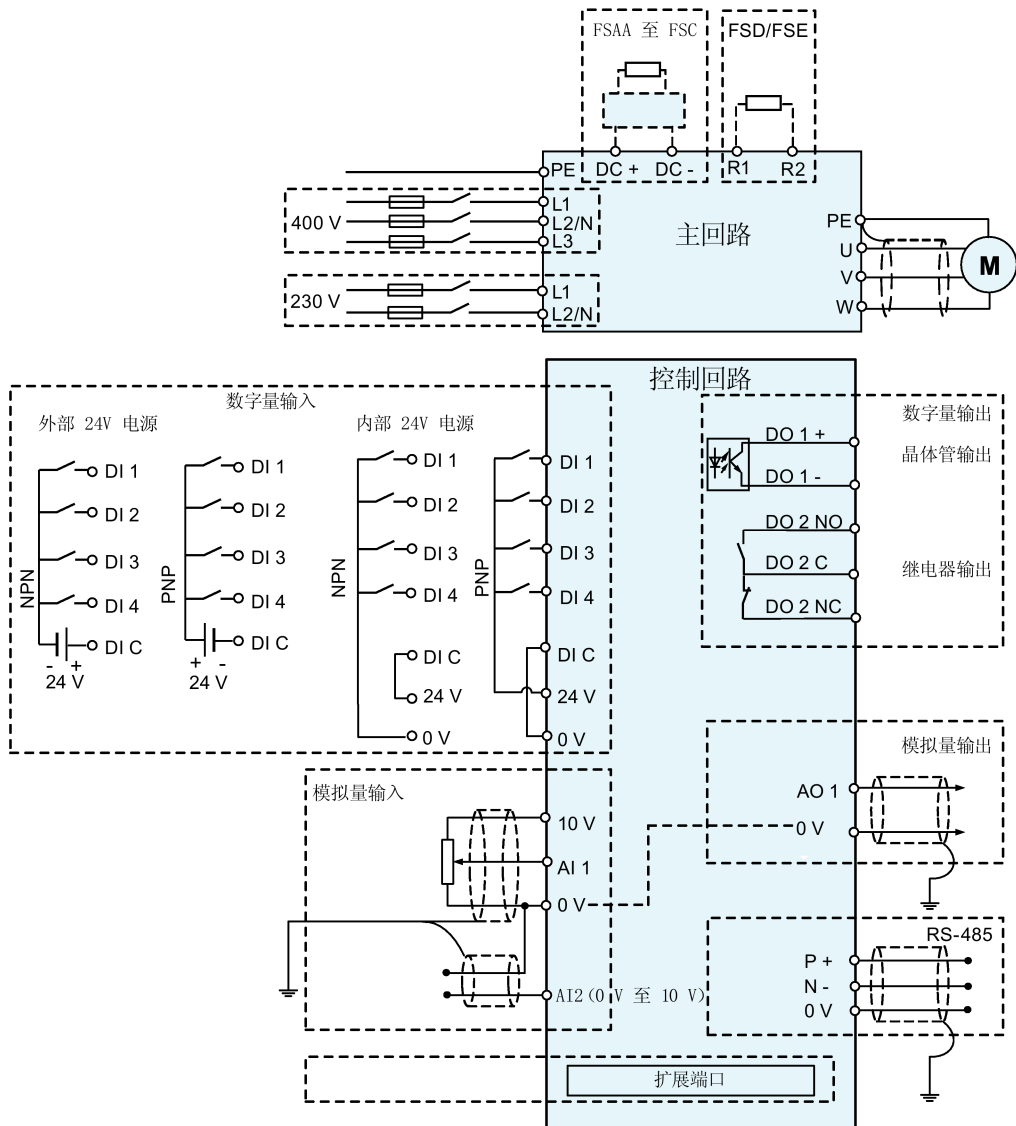 FSAA 至 FSC
FSD/FSE
PE
DC +
DC -
R1
R2
400 V
L1
L2/N
L3
主回路
PE
U
V
W
M
230 V
L1
L2/N
控制回路
数字量输入
外部 24V 电源
内部 24V 电源
NPN
DI 1
DI 2
DI 3
DI 4
DI C
- +
24 V
PNP
DI 1
DI 2
DI 3
DI 4
DI C
+ -
24 V
NPN
DI 1
DI 2
DI 3
DI 4
DI C
24 V
0 V
PNP
DI 1
DI 2
DI 3
DI 4
DI C
24 V
0 V
数字量输出
DO 1 +
晶体管输出
DO 1 -
DO 2 NO
DO 2 C
继电器输出
DO 2 NC
模拟量输入
10 V
AI 1
0 V
AI2(0 V 至 10 V)
模拟量输出
AO 1
0 V
RS-485
P +
N -
0 V
扩展端口